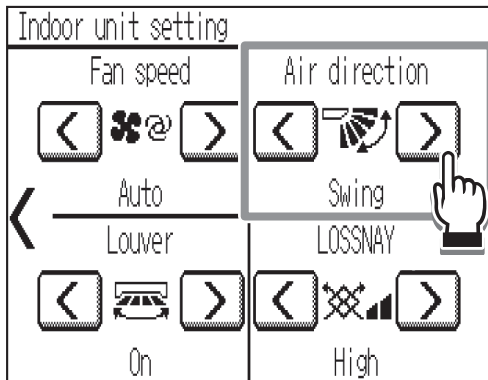 Indoor unit setting
Fan speed
Air direction
Auto
Swing
Louver
LOSSNAY
On
High